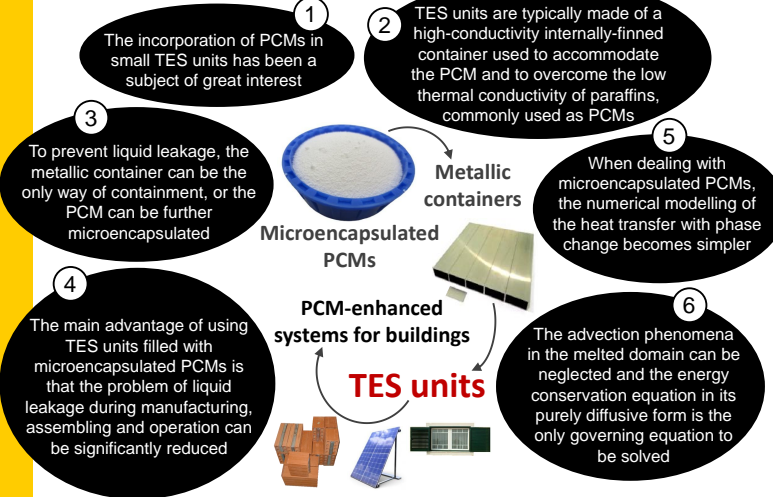 1
The incorporation of PCMs in
small TES units has been a
subject of great interest
2
TES units are typically made of a
high-conductivity internally-finned
container used to accommodate
the PCM and to overcome the low
thermal conductivity of paraffins,
commonly used as PCMs
3
To prevent liquid leakage, the
metallic container can be the
only way of containment, or the
PCM can be further
microencapsulated
Metallic
containers
Microencapsulated
PCMs
5
When dealing with
microencapsulated PCMs,
the numerical modelling of
the heat transfer with phase
change becomes simpler
4
The main advantage of using
TES units filled with
microencapsulated PCMs is
that the problem of liquid
leakage during manufacturing,
assembling and operation can
be significantly reduced
PCM-enhanced
systems for buildings
TES units
6
The advection phenomena
in the melted domain can be
neglected and the energy
conservation equation in its
purely diffusive form is the
only governing equation to
be solved